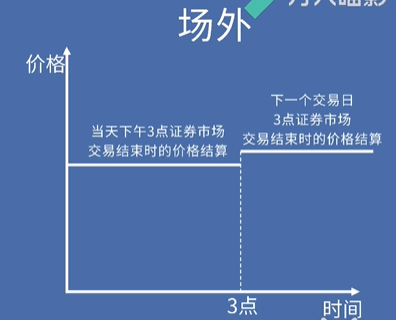 场外
价格
当天下午3点证券市场
交易结束时的价格结算
下一个交易日
3点证券市场
交易结束时的价格结算
3点
时间